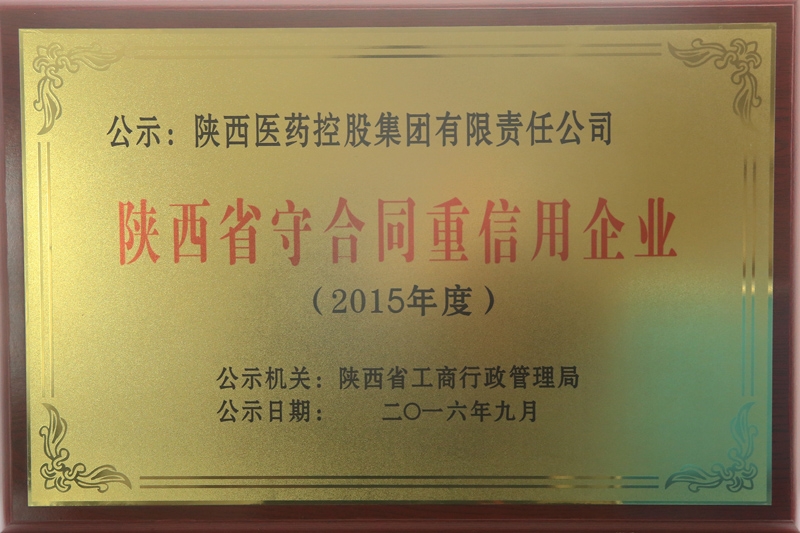 公示：陕西医药控股集团有限责任公司
陕西省守合同重信用企业
（2015年度）
公示机关：陕西省工商行政管理局
公示日期：　二〇一六年九月